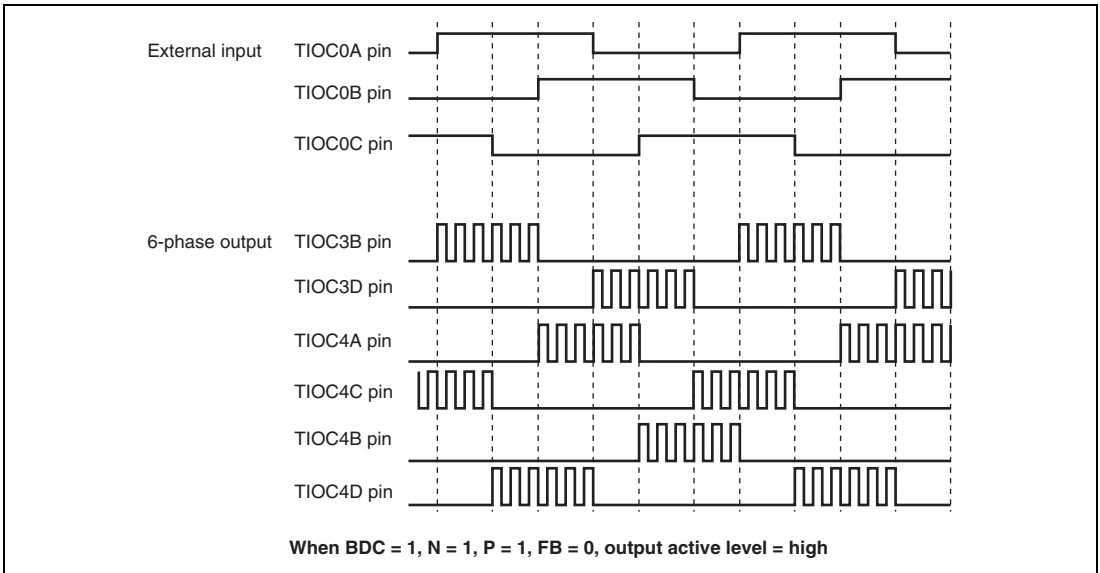 External input TIOC0A pin
TIOC0B pin
TIOC0C pin
6-phase output TIOC3B pin
TIOC3D pin
TIOC4A pin
TIOC4C pin
TIOC4B pin
TIOC4D pin
When BDC = 1, N = 1, P = 1, FB = 0, output active level = high